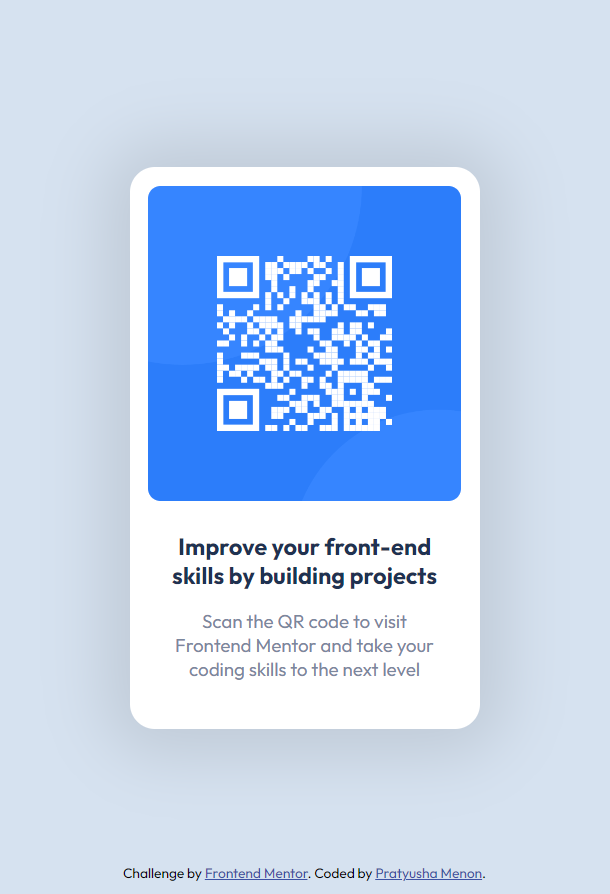 Improve your front-end
skills by building projects
Scan the QR code to visit
Frontend Mentor and take your
coding skills to the next level
Challenge by Frontend Mentor. Coded by Pratyusha Menon.